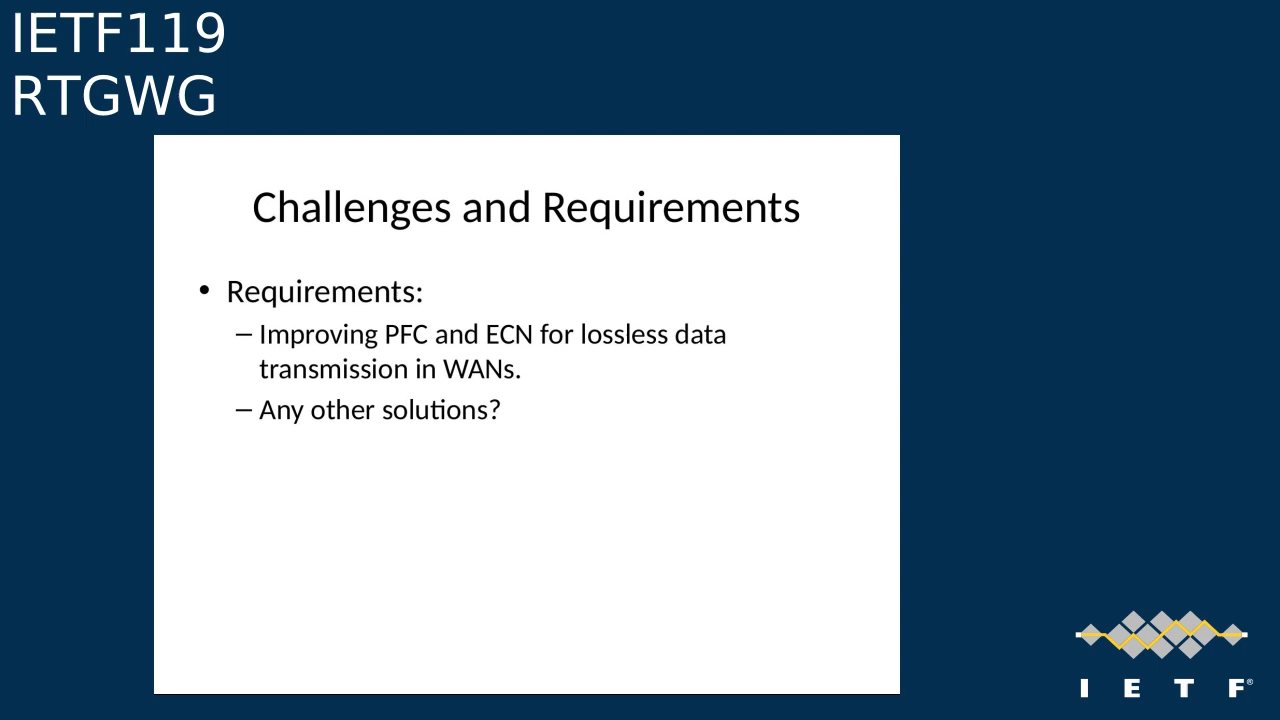 IETF119
RTGWG
Challenges and Requirements
• Requirements:
– Improving PFC and ECN for lossless data
transmission in WANs.
– Any other solutions?
I E T F®